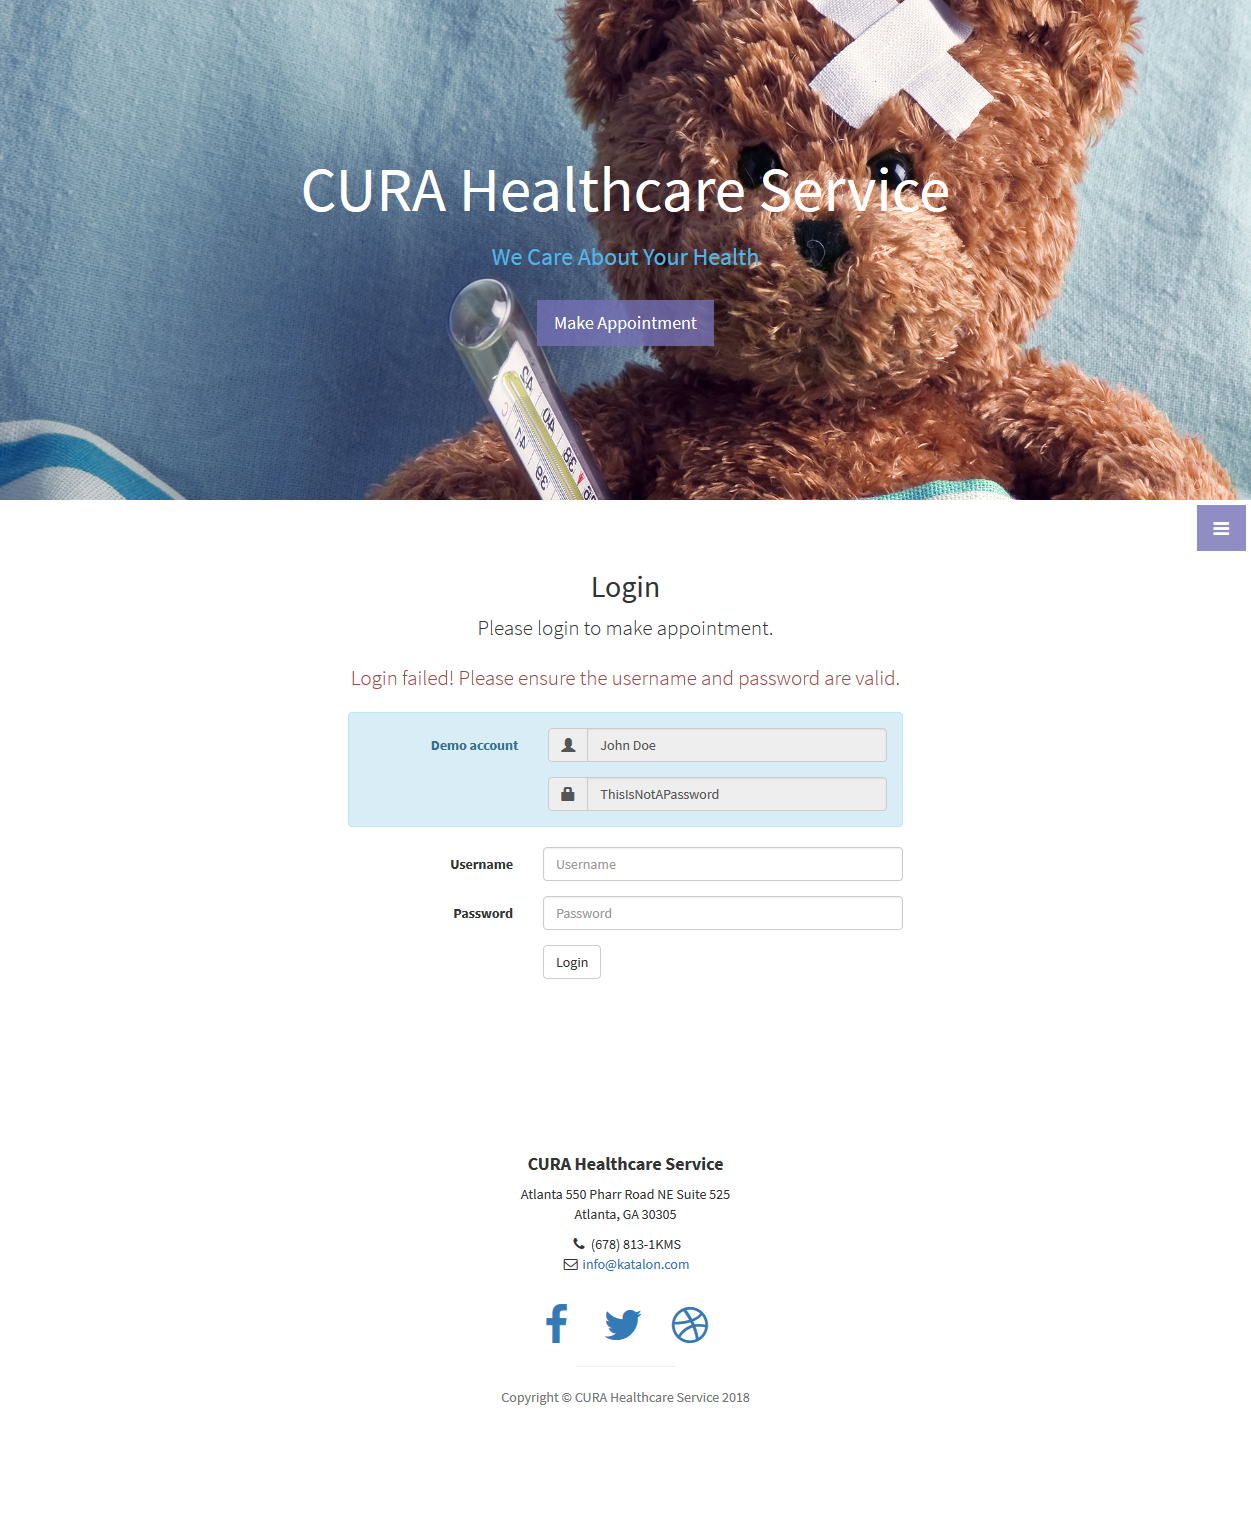 CURA Healthcare Service
We Care About Your Health
Make Appointment
Login
Please login to make appointment.
Login failed! Please ensure the username and password are valid.
Demo account
John Doe
ThisIsNotAPassword
Username
Username
Password
Password
Login
CURA Healthcare Service
Atlanta 550 Pharr Road NE Suite 525
Atlanta, GA 30305
(678) 813-1KMS
info@katalon.com
Copyright © CURA Healthcare Service 2018